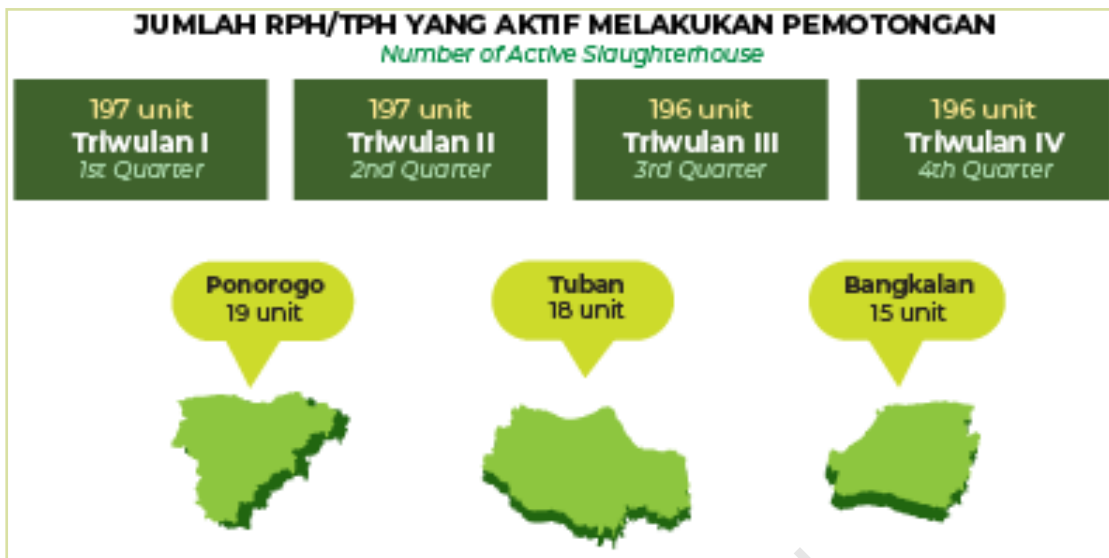 JUMLAH RPH/TPH YANG AKTIF MELAKUKAN PEMOTONGAN
Number of Active Slaughterhouse
197 unit
Triwulan I
1st Quarter
197 unit
Triwulan II
2nd Quarter
196 unit
Triwulan III
3rd Quarter
196 unit
Triwulan IV
4th Quarter
Ponorogo
19 unit
Tuban
18 unit
Bangkalan
15 unit